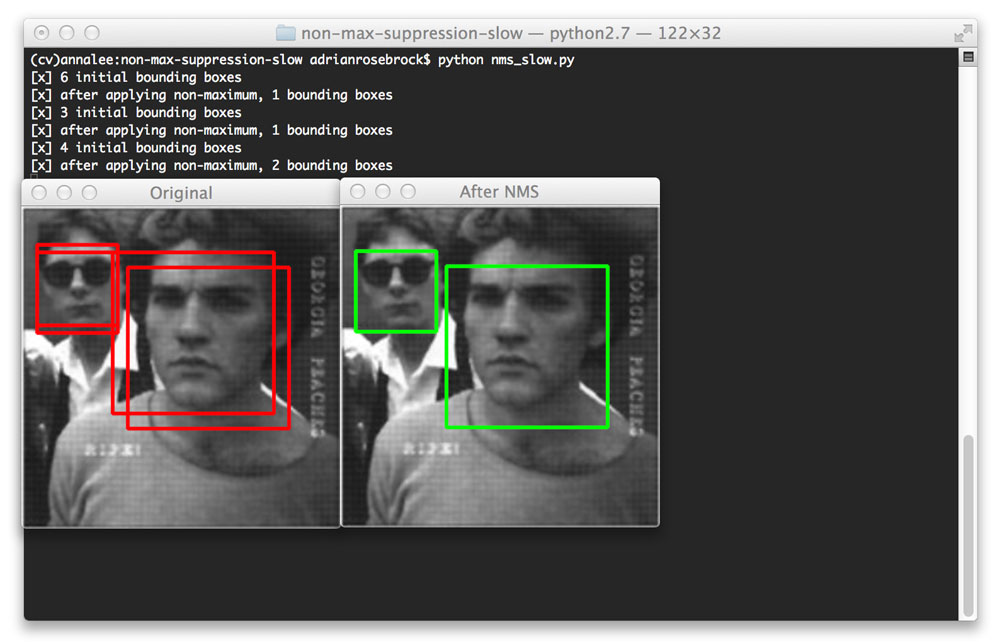 non-max-suppression-slow — python2.7 — 122×32
(cv)annalee:non-max-suppression-slow adrianrosebrock$ python nms_slow.py
[x] 6 initial bounding boxes
[x] after applying non-maximum, 1 bounding boxes
[x] 3 initial bounding boxes
[x] after applying non-maximum, 1 bounding boxes
[x] 4 initial bounding boxes
[x] after applying non-maximum, 2 bounding boxes
Original
After NMS
GEORGIA PEACHES
RIPE!
GEORGIA PEACHES
RIPE!